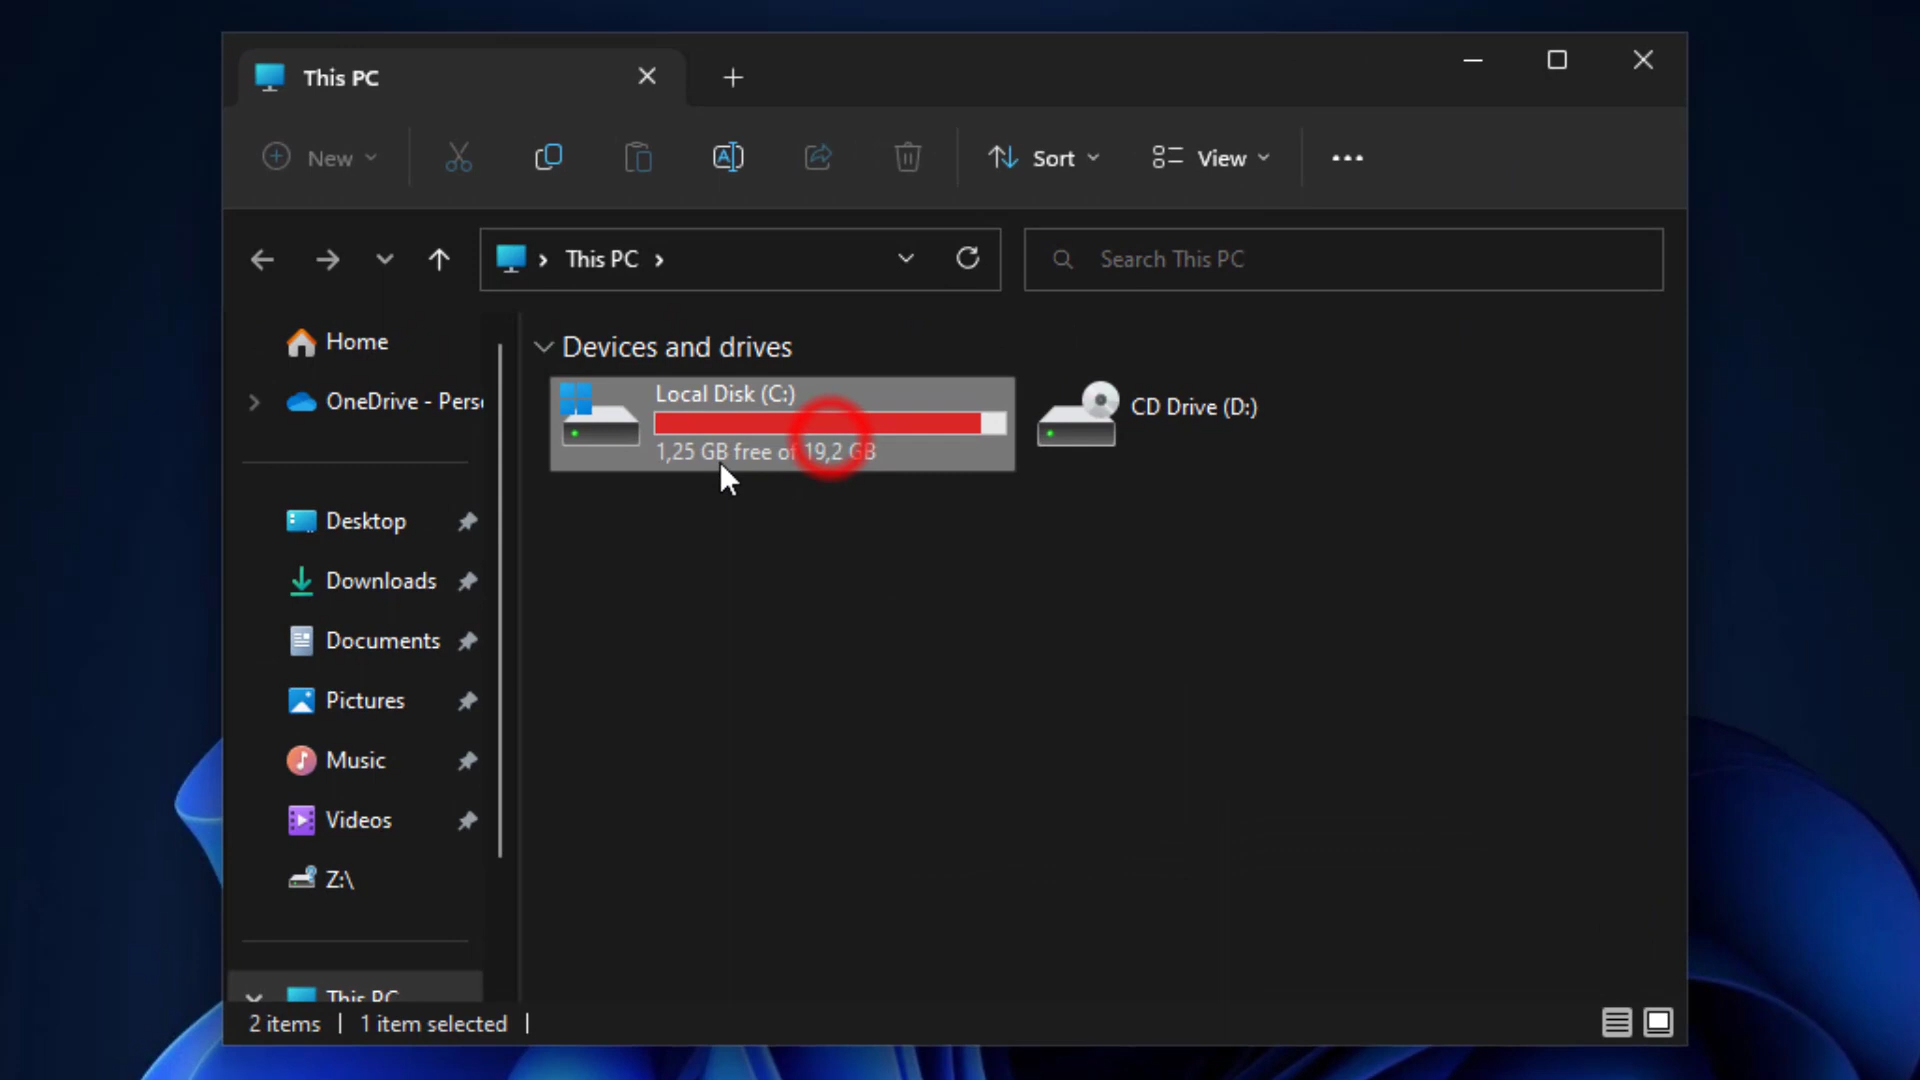 This PC
New
Sort
View
This PC
Search This PC
Home
OneDrive - Pers
Desktop
Downloads
Documents
Pictures
Music
Videos
Z:\
This PC
Devices and drives
Local Disk (C:)
1,25 GB free of 19,2 GB
CD Drive (D:)
2 items
1 item selected